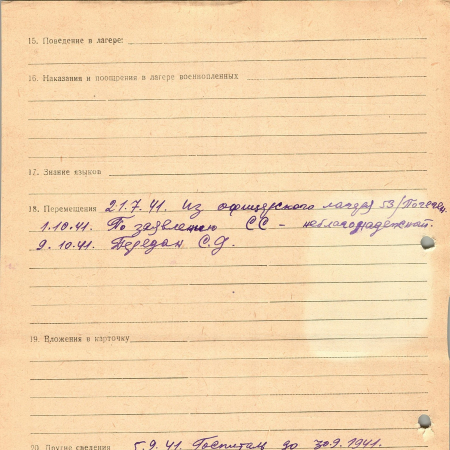 15. Поведение в лагере:
16. Наказания и поощрения в лагере военнопленных
17. Знание языков
18. Перемещения 21.7.41. Из офицерского лагеря 53/
1.10.41. По заявлению СС - неблагонадежный.
9.10.41. Передан С.Д.
19. Вложения в карточку
20. Другие сведения 5.9.41. Госпиталь до 30.9.1941.